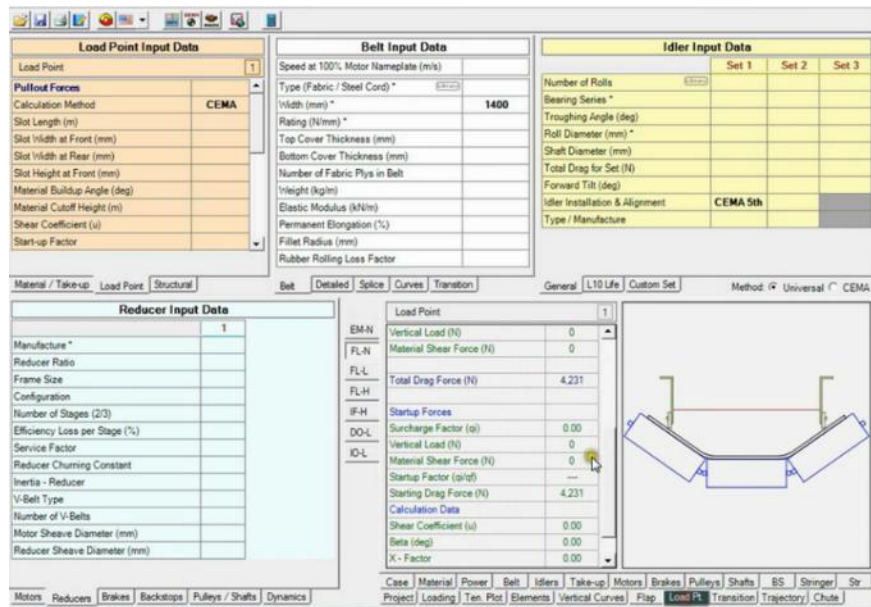 Load Point Input Data
Load Point 1
Pullout Forces
Calculation Method CEMA
Slot Length (m)
Slot Width at Front (mm)
Slot Width at Rear (mm)
Slot Height at Front (mm)
Material Buildup Angle (deg)
Material Cutoff Height (m)
Shear Coefficient (u)
Start-up Factor
Material / Take-up Load Point Structural
Belt Input Data
Speed at 100% Motor Nameplate (m/s)
Type (Fabric / Steel Cord) *
Width (mm) * 1400
Rating (N/mm) *
Top Cover Thickness (mm)
Bottom Cover Thickness (mm)
Number of Fabric Plys in Belt
Weight (kg/m)
Elastic Modulus (kN/m)
Permanent Elongation (%)
Fillet Radius (mm)
Rubber Rolling Loss Factor
Belt Detailed Splice Curves Transition
Idler Input Data
Set 1 Set 2 Set 3
Number of Rolls
Bearing Series *
Troughing Angle (deg)
Roll Diameter (mm) *
Shaft Diameter (mm)
Total Drag for Set (N)
Forward Tilt (deg)
Idler Installation & Alignment CEMA 5th
Type / Manufacture
General L10 Life Custom Set Method: Universal CEMA
Reducer Input Data
1
Manufacture *
Reducer Ratio
Frame Size
Configuration
Number of Stages (2/3)
Efficiency Loss per Stage (%)
Service Factor
Reducer Churning Constant
Inertia - Reducer
V-Belt Type
Number of V-Belts
Motor Sheave Diameter (mm)
Reducer Sheave Diameter (mm)
Motors Reducers Brakes Backstops Pulleys / Shafts Dynamics
EM-N
FL-N
FL-L
FL-H
IF-H
DO-L
IO-L
Load Point 1
Vertical Load (N) 0
Material Shear Force (N) 0
Total Drag Force (N) 4,231
Startup Forces
Surcharge Factor (qi) 0.00
Vertical Load (N) 0
Material Shear Force (N) 0
Startup Factor (qi/qf) ---
Starting Drag Force (N) 4,231
Calculation Data
Shear Coefficient (u) 0.00
Beta (deg) 0.00
X - Factor 0.00
Case Material Power Belt Idlers Take-up Motors Brakes Pulleys Shafts BS Stringer Str
Project Loading Ten. Plot Elements Vertical Curves Flap Load Pt. Transition Trajectory Chute